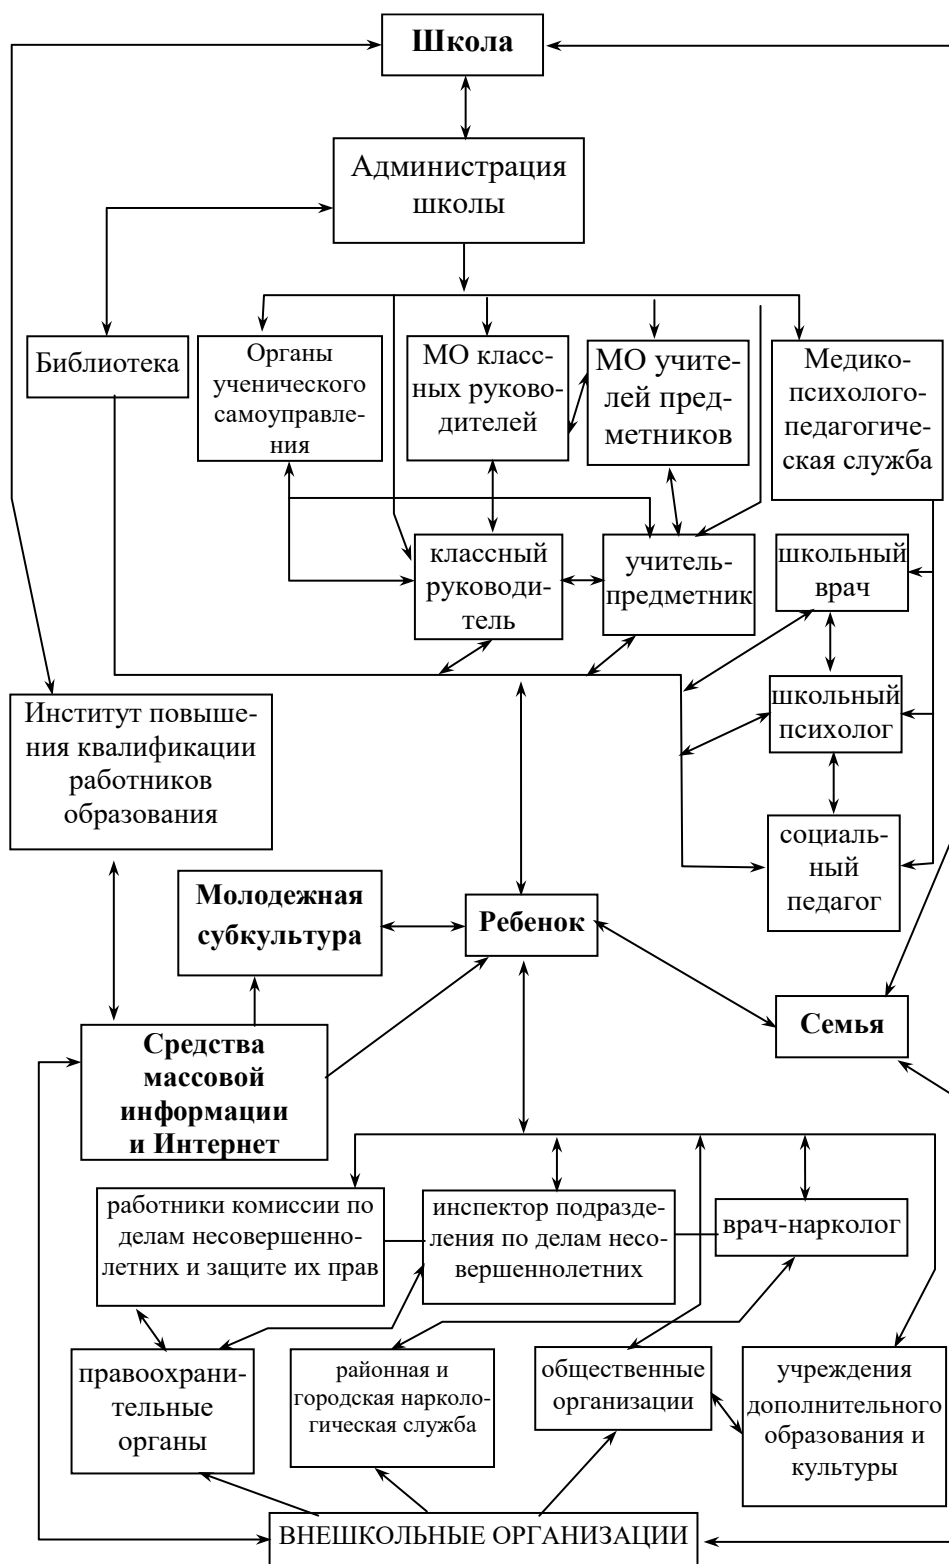 Школа
Администрация
школы
Библиотека
Органы
ученического
самоуправле-
ния
МО класс-
ных руково-
дителей
МО учите-
лей пред-
метников
Медико-
психолого-
педагогиче-
ская служба
классный
руководи-
тель
учитель-
предметник
школьный
врач
школьный
психолог
социаль-
ный
педагог
Институт повыше-
ния квалификации
работников
образования
Молодежная
субкультура
Ребенок
Семья
Средства
массовой
информации
и Интернет
работники комиссии по
делам несовершенно-
летних и защите их прав
инспектор подразде-
ления по делам несо-
вершеннолетних
врач-нарколог
правоохрани-
тельные
органы
районная и
городская нарколо-
гическая служба
общественные
организации
учреждения
дополнительного
образования и
культуры
ВНЕШКОЛЬНЫЕ ОРГАНИЗАЦИИ